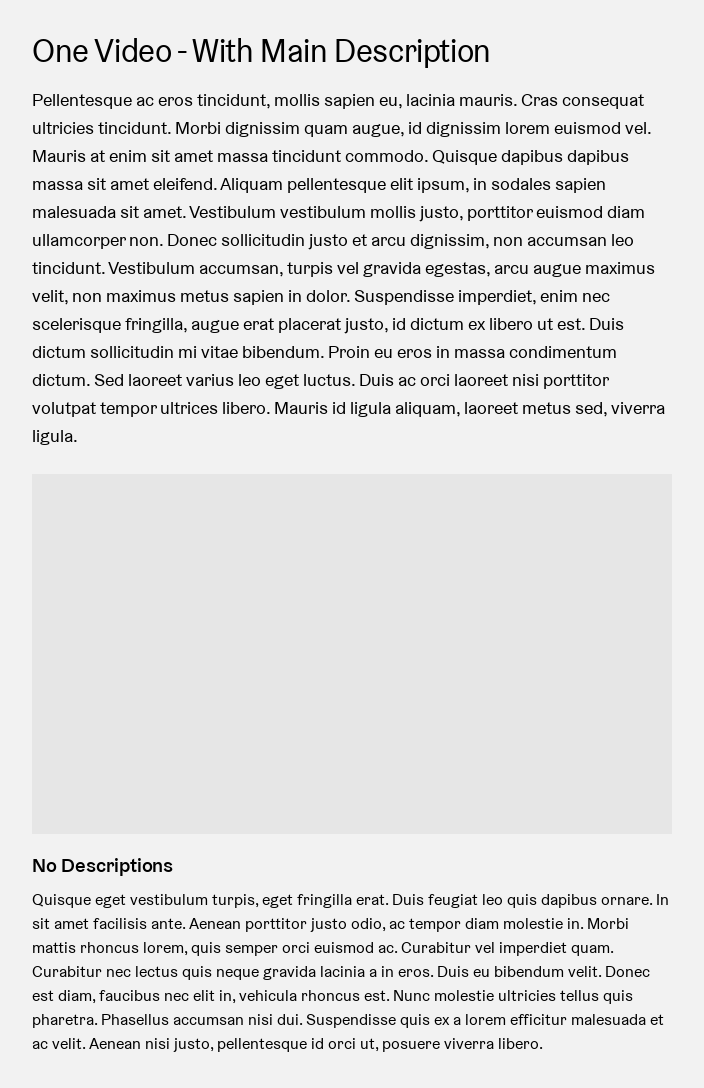 One Video - With Main Description
Pellentesque ac eros tincidunt, mollis sapien eu, lacinia mauris. Cras consequat
ultricies tincidunt. Morbi dignissim quam augue, id dignissim lorem euismod vel.
Mauris at enim sit amet massa tincidunt commodo. Quisque dapibus dapibus
massa sit amet eleifend. Aliquam pellentesque elit ipsum, in sodales sapien
malesuada sit amet. Vestibulum vestibulum mollis justo, porttitor euismod diam
ullamcorper non. Donec sollicitudin justo et arcu dignissim, non accumsan leo
tincidunt. Vestibulum accumsan, turpis vel gravida egestas, arcu augue maximus
velit, non maximus metus sapien in dolor. Suspendisse imperdiet, enim nec
scelerisque fringilla, augue erat placerat justo, id dictum ex libero ut est. Duis
dictum sollicitudin mi vitae bibendum. Proin eu eros in massa condimentum
dictum. Sed laoreet varius leo eget luctus. Duis ac orci laoreet nisi porttitor
volutpat tempor ultrices libero. Mauris id ligula aliquam, laoreet metus sed, viverra
ligula.
No Descriptions
Quisque eget vestibulum turpis, eget fringilla erat. Duis feugiat leo quis dapibus ornare. In
sit amet facilisis ante. Aenean porttitor justo odio, ac tempor diam molestie in. Morbi
mattis rhoncus lorem, quis semper orci euismod ac. Curabitur vel imperdiet quam.
Curabitur nec lectus quis neque gravida lacinia a in eros. Duis eu bibendum velit. Donec
est diam, faucibus nec elit in, vehicula rhoncus est. Nunc molestie ultricies tellus quis
pharetra. Phasellus accumsan nisi dui. Suspendisse quis ex a lorem efficitur malesuada et
ac velit. Aenean nisi justo, pellentesque id orci ut, posuere viverra libero.